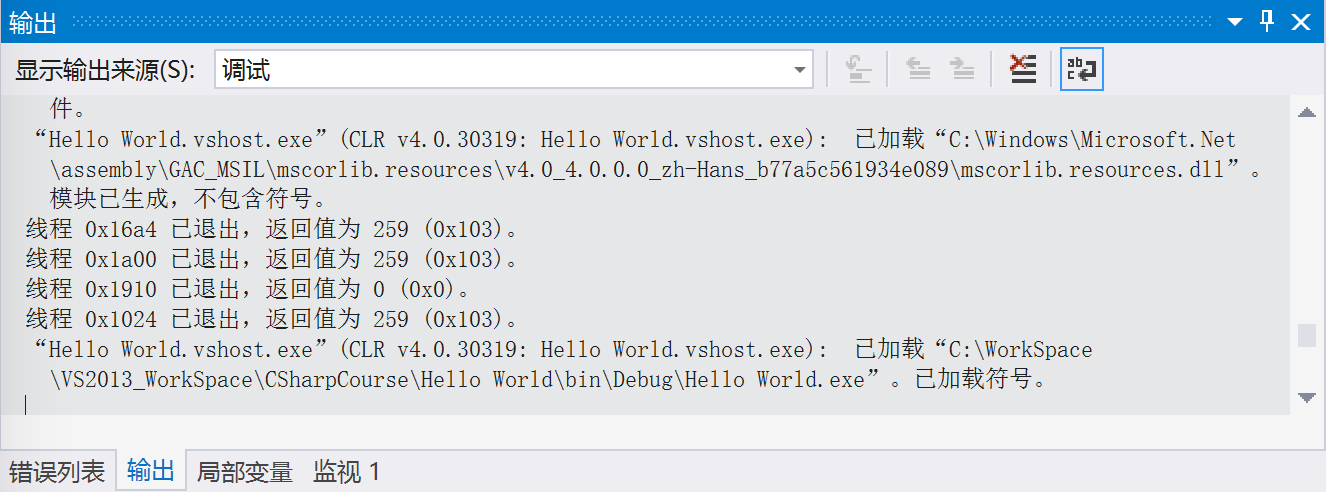 输出
显示输出来源(S): 调试
件。
“Hello World.vshost.exe”(CLR v4.0.30319: Hello World.vshost.exe): 已加载“C:\Windows\Microsoft.Net
\assembly\GAC_MSIL\mscorlib.resources\v4.0_4.0.0.0_zh-Hans_b77a5c561934e089\mscorlib.resources.dll”。
模块已生成，不包含符号。
线程 0x16a4 已退出，返回值为 259 (0x103)。
线程 0x1a00 已退出，返回值为 259 (0x103)。
线程 0x1910 已退出，返回值为 0 (0x0)。
线程 0x1024 已退出，返回值为 259 (0x103)。
“Hello World.vshost.exe”(CLR v4.0.30319: Hello World.vshost.exe): 已加载“C:\WorkSpace
\VS2013_WorkSpace\CSharpCourse\Hello World\bin\Debug\Hello World.exe”。已加载符号。
错误列表 输出 局部变量 监视 1